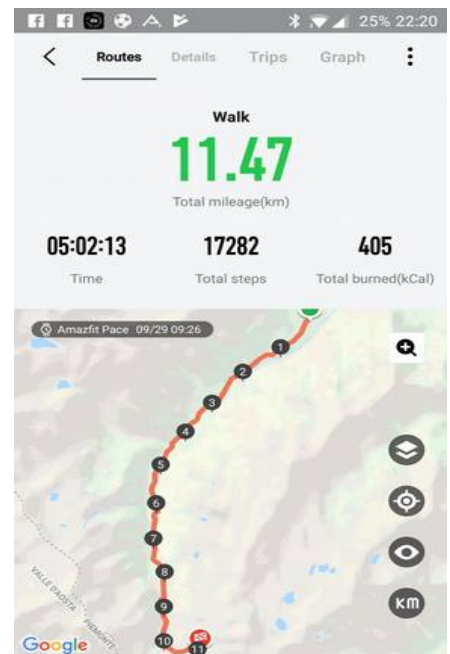 25% 22:20
Routes Details Trips Graph
Walk
11.47
Total mileage(km)
05:02:13 17282 405
Time Total steps Total burned(kCal)
Amazfit Pace 09/29 09:26
1
2
3
4
5
6
7
8
9
10
11
VALLE D'AOSTA
PIEMONTE
KM
Google